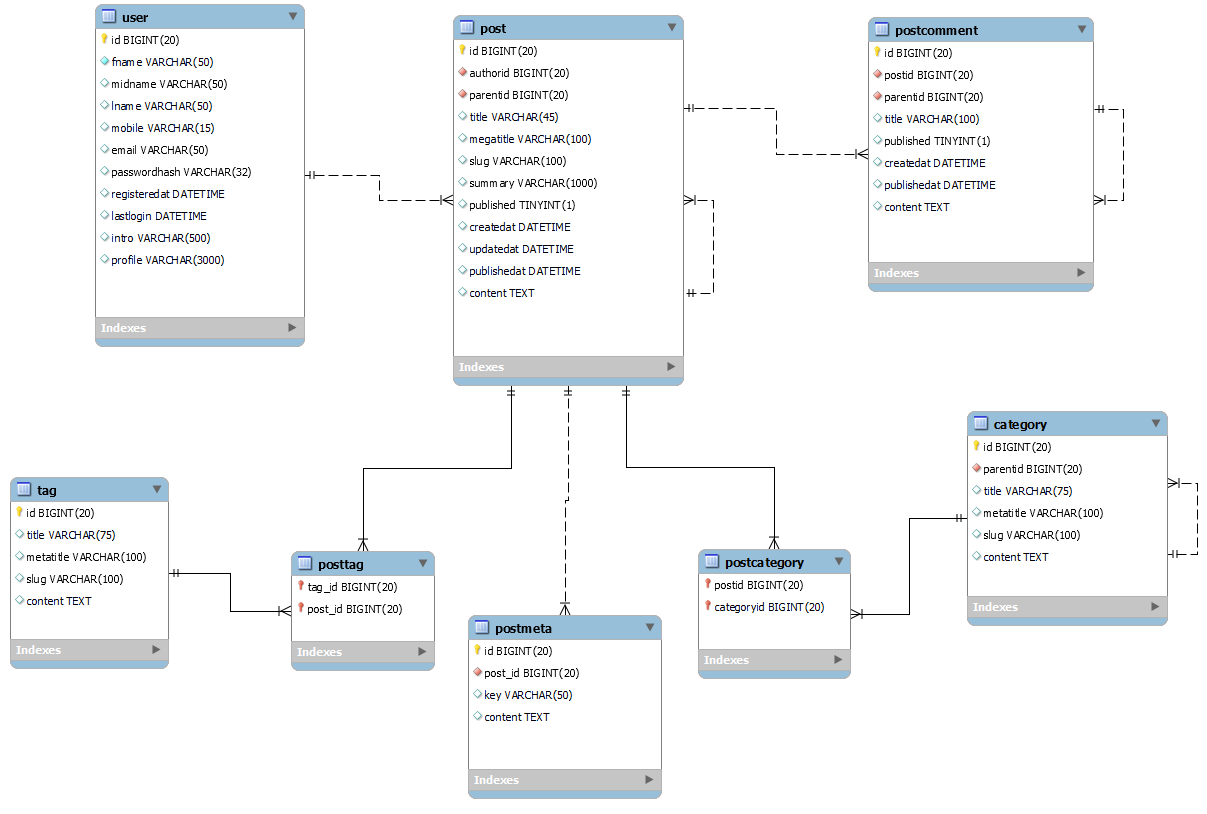 user
id BIGINT(20)
fname VARCHAR(50)
midname VARCHAR(50)
lname VARCHAR(50)
mobile VARCHAR(15)
email VARCHAR(50)
passwordhash VARCHAR(32)
registeredat DATETIME
lastlogin DATETIME
intro VARCHAR(500)
profile VARCHAR(3000)
Indexes
post
id BIGINT(20)
authorid BIGINT(20)
parentid BIGINT(20)
title VARCHAR(45)
megatitle VARCHAR(100)
slug VARCHAR(100)
summary VARCHAR(1000)
published TINYINT(1)
createdat DATETIME
updatedat DATETIME
publishedat DATETIME
content TEXT
Indexes
postcomment
id BIGINT(20)
postid BIGINT(20)
parentid BIGINT(20)
title VARCHAR(100)
published TINYINT(1)
createdat DATETIME
publishedat DATETIME
content TEXT
Indexes
tag
id BIGINT(20)
title VARCHAR(75)
metatitle VARCHAR(100)
slug VARCHAR(100)
content TEXT
Indexes
posttag
tag_id BIGINT(20)
post_id BIGINT(20)
Indexes
postmeta
id BIGINT(20)
post_id BIGINT(20)
key VARCHAR(50)
content TEXT
Indexes
postcategory
postid BIGINT(20)
categoryid BIGINT(20)
Indexes
category
id BIGINT(20)
parentid BIGINT(20)
title VARCHAR(75)
metatitle VARCHAR(100)
slug VARCHAR(100)
content TEXT
Indexes